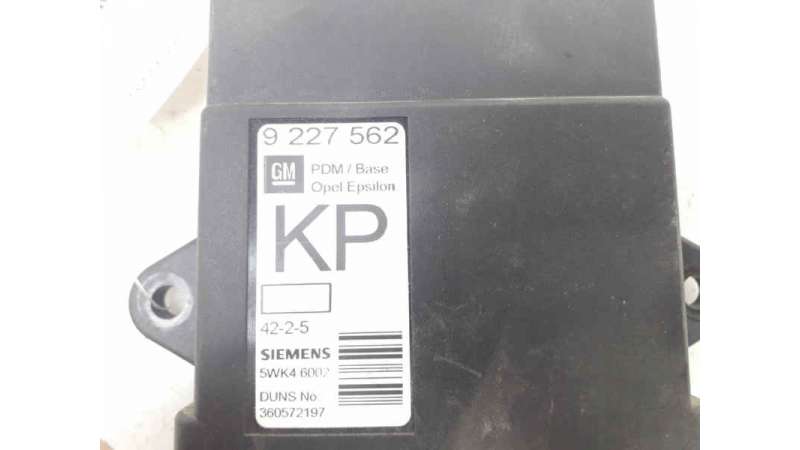 9 227 562
GM
PDM / Base
Opel Epsilon
KP
42-2-5
SIEMENS
5WK4 6002
DUNS No
360572197